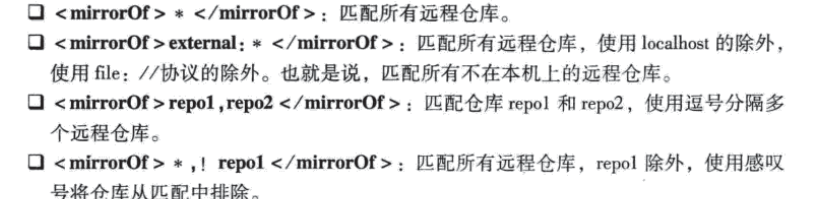 ❑ <mirrorOf> * </mirrorOf>：匹配所有远程仓库。
❑ <mirrorOf>external: * </mirrorOf>：匹配所有远程仓库，使用 localhost 的除外，
使用 file: //协议的除外。也就是说，匹配所有不在本机上的远程仓库。
❑ <mirrorOf>repo1,repo2</mirrorOf>：匹配仓库 repo1 和 repo2，使用逗号分隔多
个远程仓库。
❑ <mirrorOf> *,! repo1</mirrorOf>：匹配所有远程仓库，repo1 除外，使用感叹
号将仓库从匹配中排除。